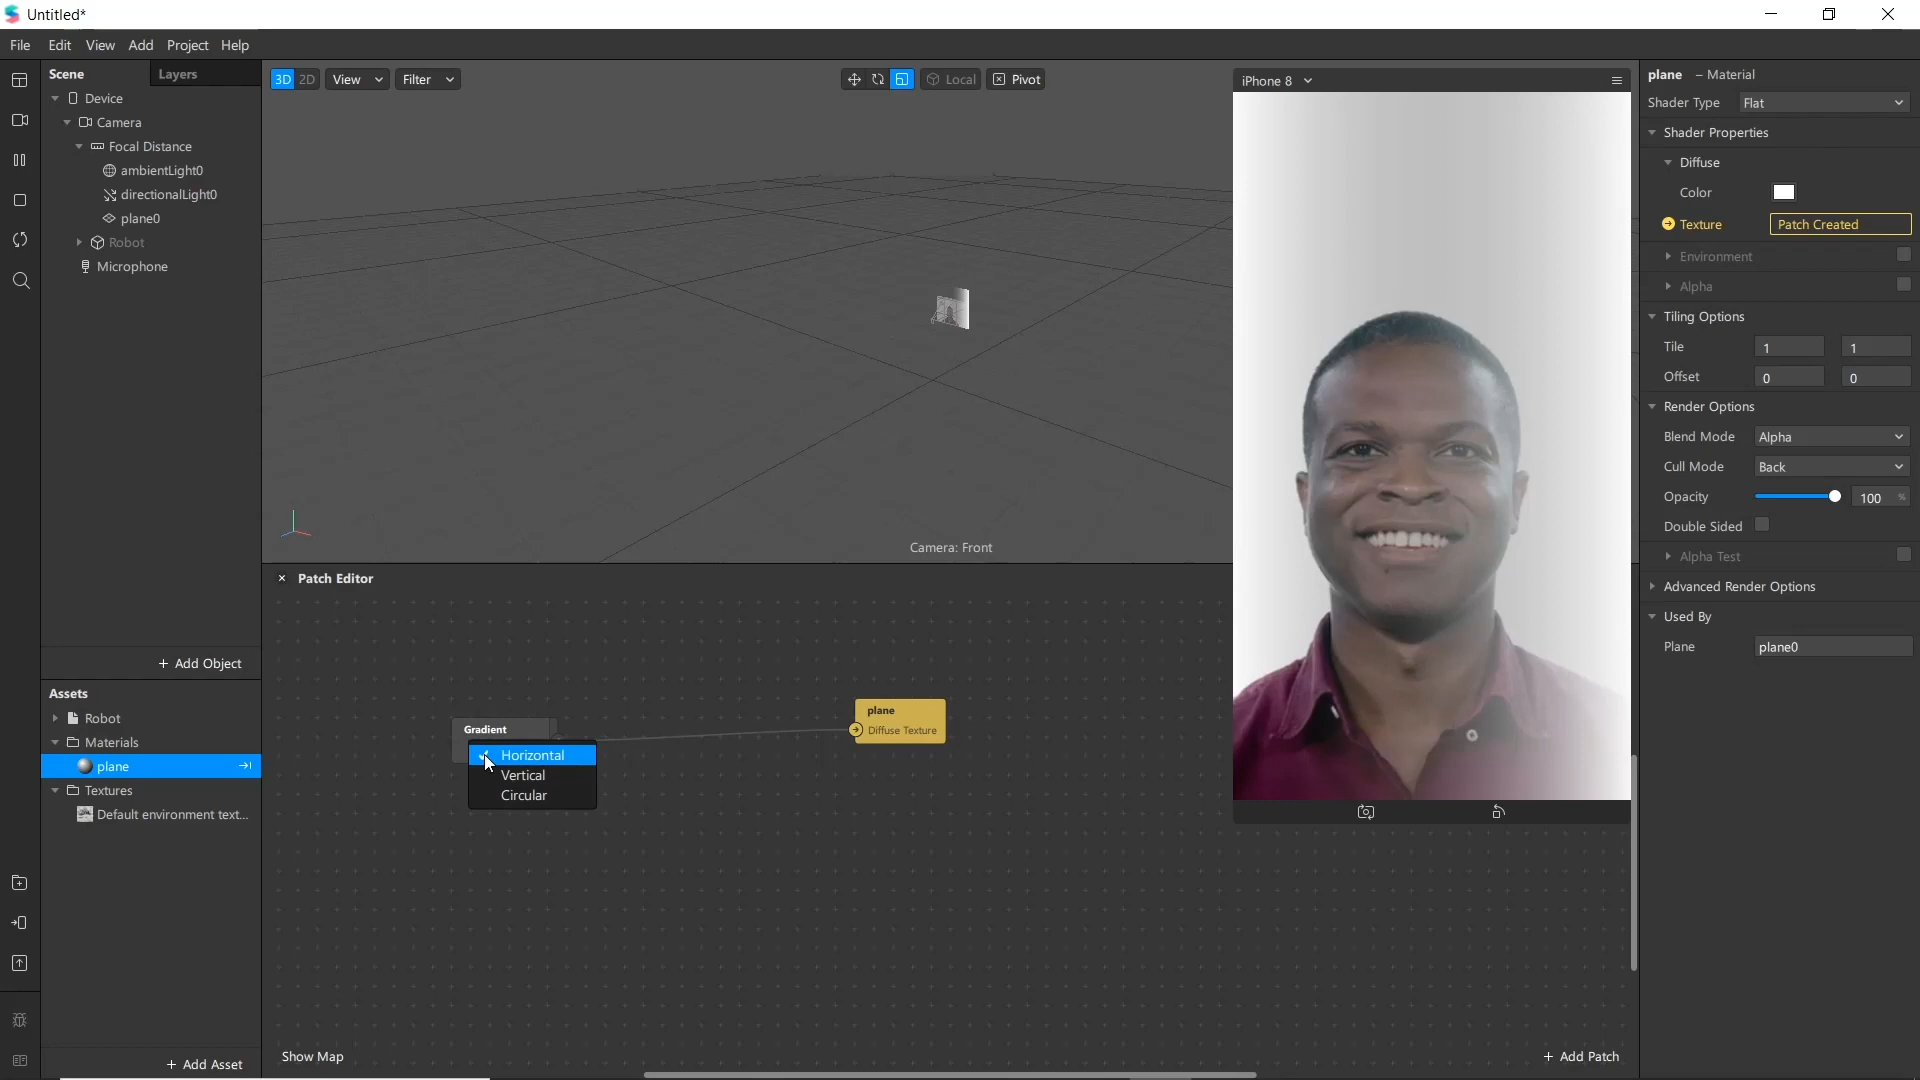 Untitled*
File Edit View Add Project Help
Scene
Layers
Device
Camera
Focal Distance
ambientLight0
directionalLight0
plane0
Robot
Microphone
+ Add Object
Assets
Robot
Materials
plane
Textures
Default environment text...
+ Add Asset
3D 2D View Filter
Local Pivot
Camera: Front
iPhone 8
× Patch Editor
Gradient
Horizontal
Vertical
Circular
plane
Diffuse Texture
Show Map
+ Add Patch
plane – Material
Shader Type Flat
Shader Properties
Diffuse
Color
Texture Patch Created
Environment
Alpha
Tiling Options
Tile 1 1
Offset 0 0
Render Options
Blend Mode Alpha
Cull Mode Back
Opacity 100 %
Double Sided
Alpha Test
Advanced Render Options
Used By
Plane plane0